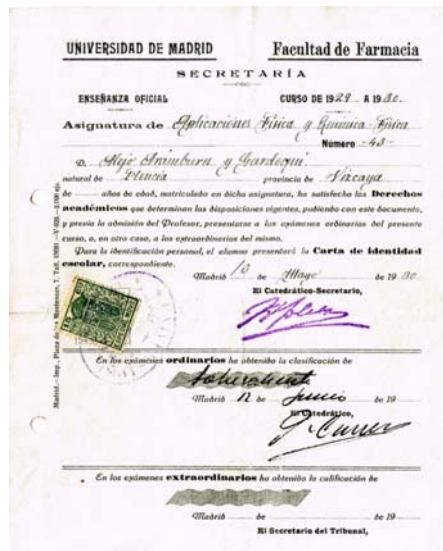 UNIVERSIDAD DE MADRID Facultad de Farmacia
SECRETARÍA
ENSEÑANZA OFICIAL CURSO DE 1929 A 1930.
Asignatura de Aplicaciones Física y Química-Física
Número -43-
D. Alejo Aramburu y Gardoqui
natural de Plencia provincia de Vizcaya
de años de edad, matriculado en dicha asignatura, ha satisfecho los Derechos
académicos que determinan las disposiciones vigentes, pudiendo con este documento,
y previa la admisión del Profesor, presentarse a los exámenes ordinarios del presente
curso, o, en otro caso, a los extraordinarios del mismo.
Para la identificación personal, el alumno presentará la Carta de identidad
escolar, correspondiente.
Madrid 10 de Mayo de 1930.
El Catedrático-Secretario,
En los exámenes ordinarios ha obtenido la clasificación de
Sobresaliente
Madrid 12 de Junio de 19
El Catedrático,
En los exámenes extraordinarios ha obtenido la calificación de
Madrid de de 19
El Secretario del Tribunal,